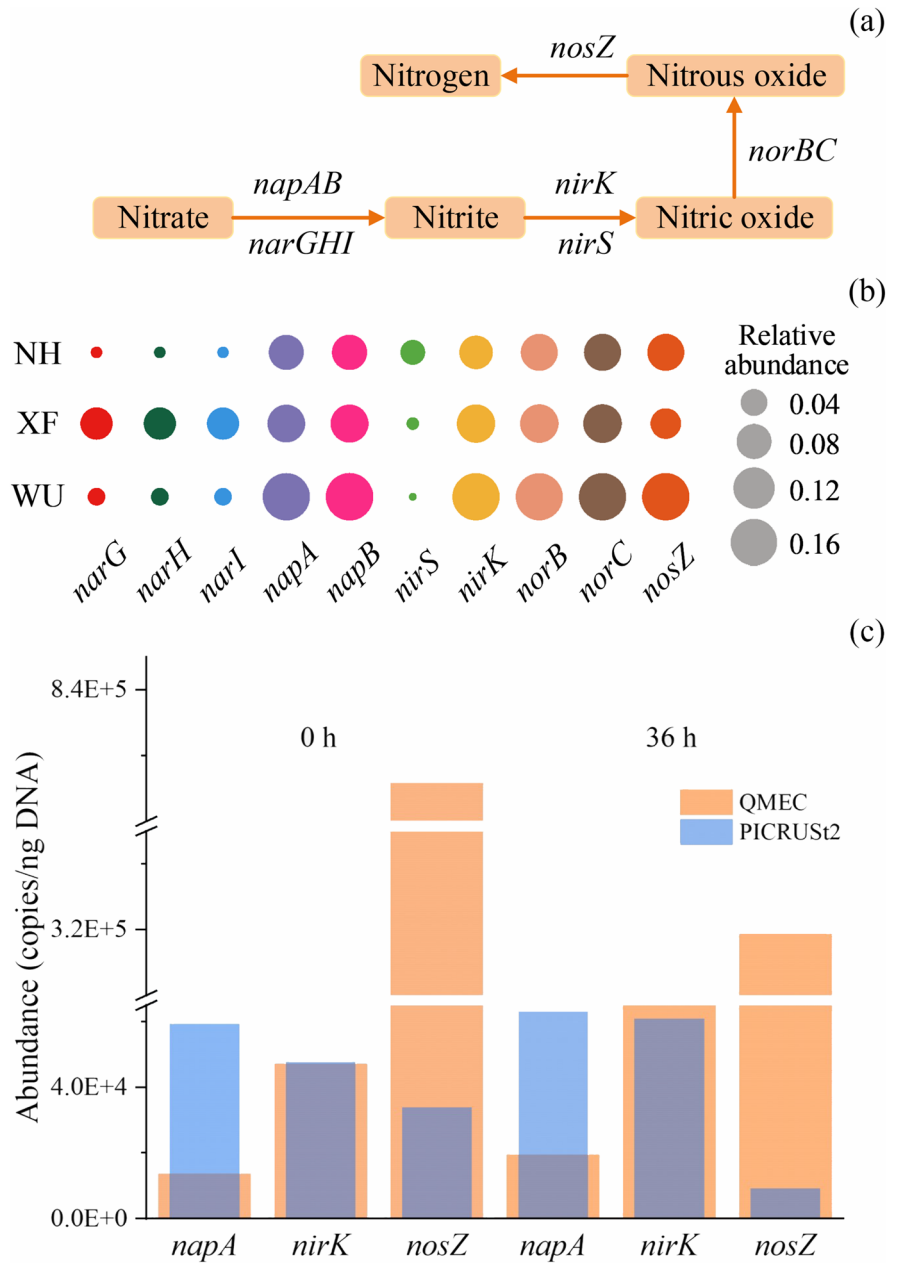 (a)
nosZ
Nitrogen
Nitrous oxide
norBC
napAB
nirK
Nitrate
Nitrite
Nitric oxide
narGHI
nirS
(b)
Relative
abundance
NH
XF
WU
0.04
0.08
0.12
0.16
narG
narH
narI
napA
napB
nirS
nirK
norB
norC
nosZ
(c)
Abundance (copies/ng DNA)
8.4E+5
3.2E+5
4.0E+4
0.0E+0
0 h
36 h
QMEC
PICRUSt2
napA
nirK
nosZ
napA
nirK
nosZ